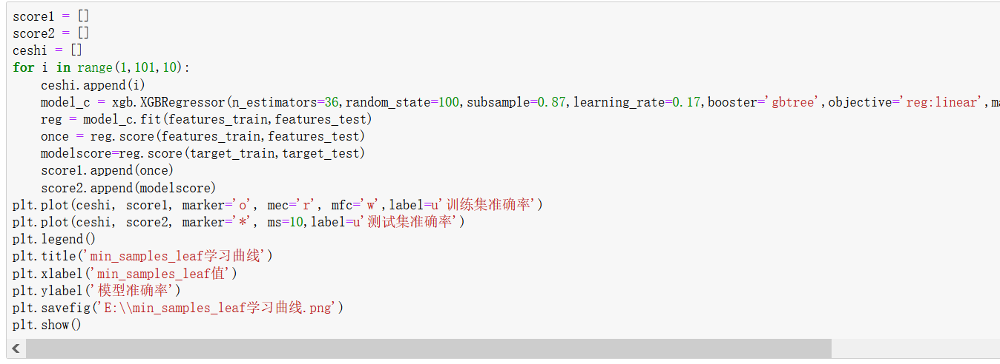 score1 = []
score2 = []
ceshi = []
for i in range(1,101,10):
    ceshi.append(i)
    model_c = xgb.XGBRegressor(n_estimators=36,random_state=100,subsample=0.87,learning_rate=0.17,booster='gbtree',objective='reg:linear',ma
    reg = model_c.fit(features_train,features_test)
    once = reg.score(features_train,features_test)
    modelscore=reg.score(target_train,target_test)
    score1.append(once)
    score2.append(modelscore)
plt.plot(ceshi, score1, marker='o', mec='r', mfc='w',label=u'训练集准确率')
plt.plot(ceshi, score2, marker='*', ms=10,label=u'测试集准确率')
plt.legend()
plt.title('min_samples_leaf学习曲线')
plt.xlabel('min_samples_leaf值')
plt.ylabel('模型准确率')
plt.savefig('E:\\min_samples_leaf学习曲线.png')
plt.show()